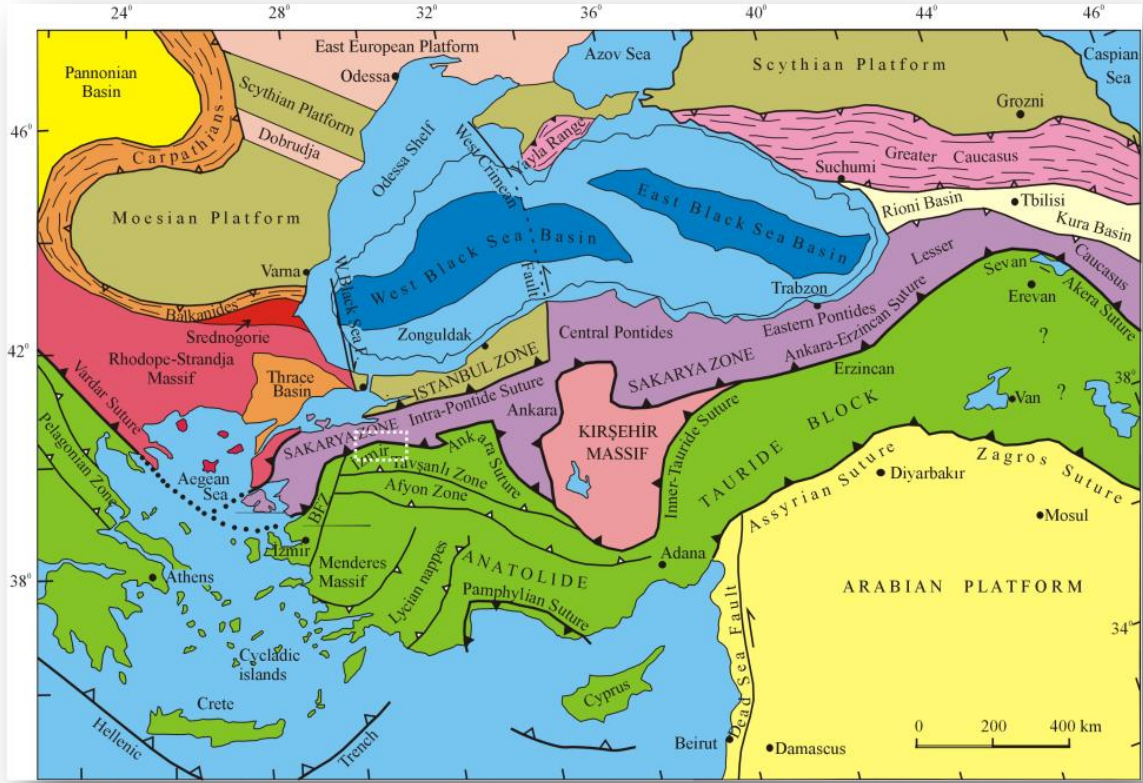 24°
28°
32°
36°
40°
44°
46°
Pannonian
Basin
East European Platform
Odessa
Azov Sea
Scythian Platform
Caspian
Sea
46°
Scythian Platform
Dobrudja
Carpathians
Odessa Shelf
West Crimean
Fault
Yayla Range
Grozni
Greater Caucasus
Suchumi
Rioni Basin
Tbilisi
Kura Basin
Moesian Platform
West Black Sea Basin
East Black Sea Basin
Varna
W.Black Sea F.
Lesser
Caucasus
Sevan
Akera Suture
Erevan
Trabzon
Balkanides
Srednogorie
Zonguldak
Central Pontides
Eastern Pontides
Ankara-Erzincan Suture
42°
Rhodope-Strandja
Massif
Thrace
Basin
ISTANBUL ZONE
Intra-Pontide Suture
SAKARYA ZONE
Erzincan
?
38°
Vardar Suture
Pelagonian Zone
SAKARYA ZONE
Ankara
KIRŞEHİR
MASSIF
Inner-Tauride Suture
TAURIDE BLOCK
Van
?
Aegean
Sea
İzmir
Ankara Suture
Tavşanlı Zone
Afyon Zone
BFZ
Assyrian Suture
Diyarbakır
Zagros Suture
Mosul
İzmir
Menderes
Massif
Lycian nappes
ANATOLIDE
Pamphylian Suture
Adana
38°
Athens
ARABIAN PLATFORM
34°
Cycladic
islands
Crete
Hellenic
Trench
Cyprus
Dead Sea Fault
Beirut
Damascus
0
200
400 km